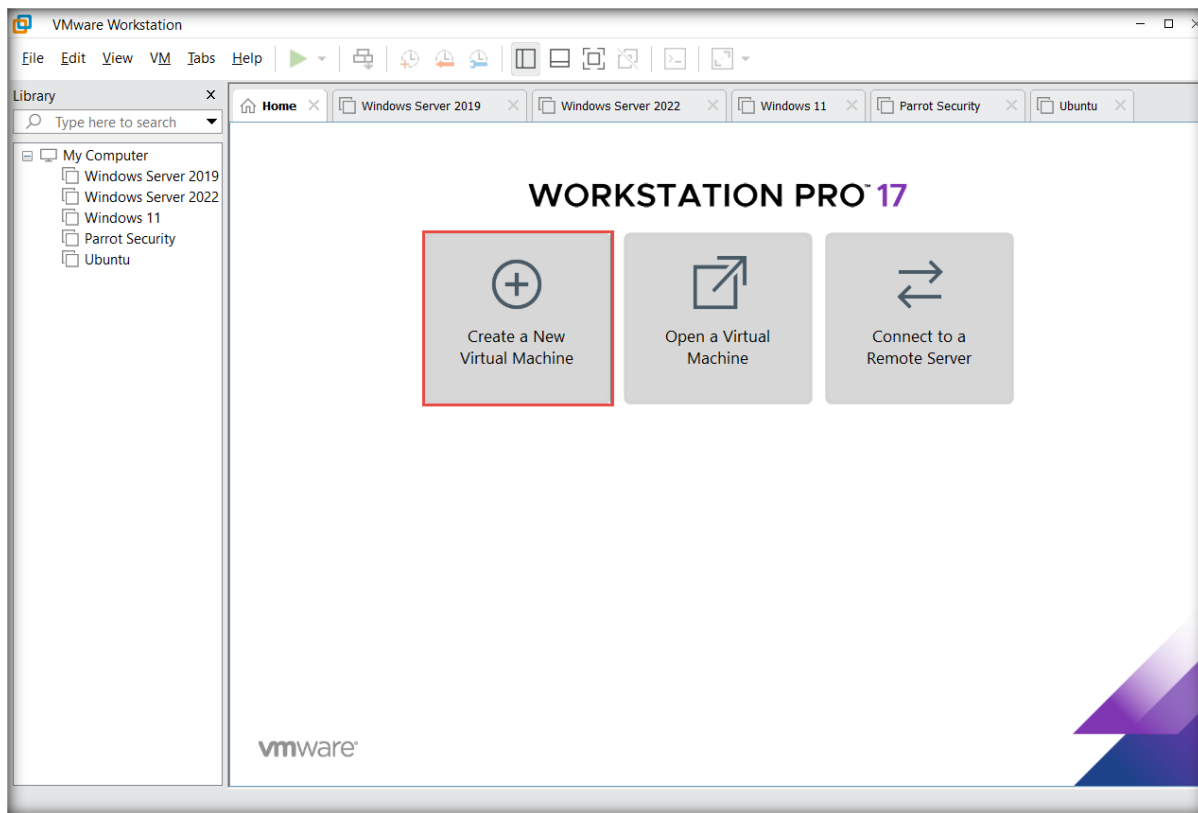 VMware Workstation
File Edit View VM Tabs Help
Library
Type here to search
My Computer
Windows Server 2019
Windows Server 2022
Windows 11
Parrot Security
Ubuntu
Home Windows Server 2019 Windows Server 2022 Windows 11 Parrot Security Ubuntu
WORKSTATION PRO™ 17
Create a New
Virtual Machine
Open a Virtual
Machine
Connect to a
Remote Server
vmware®